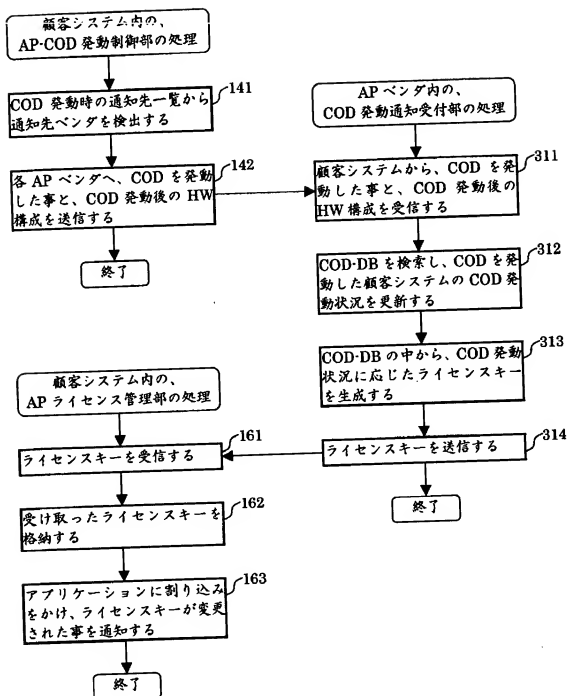 顧客システム内の、
AP-COD 発動制御部の処理
141
COD 発動時の通知先一覧から
通知先ベンダを検出する
142
各 AP ベンダへ、COD を発動
した事と、COD 発動後の HW
構成を送信する
終了
AP ベンダ内の、
COD 発動通知受付部の処理
311
顧客システムから、COD を発
動した事と、COD 発動後の
HW 構成を受信する
312
COD-DB を検索し、COD を発
動した顧客システムの COD 発
動状況を更新する
313
COD-DB の中から、COD 発動
状況に応じたライセンスキー
を生成する
314
ライセンスキーを送信する
終了
顧客システム内の、
AP ライセンス管理部の処理
161
ライセンスキーを受信する
162
受け取ったライセンスキーを
格納する
163
アプリケーションに割り込み
をかけ、ライセンスキーが変更
された事を通知する
終了